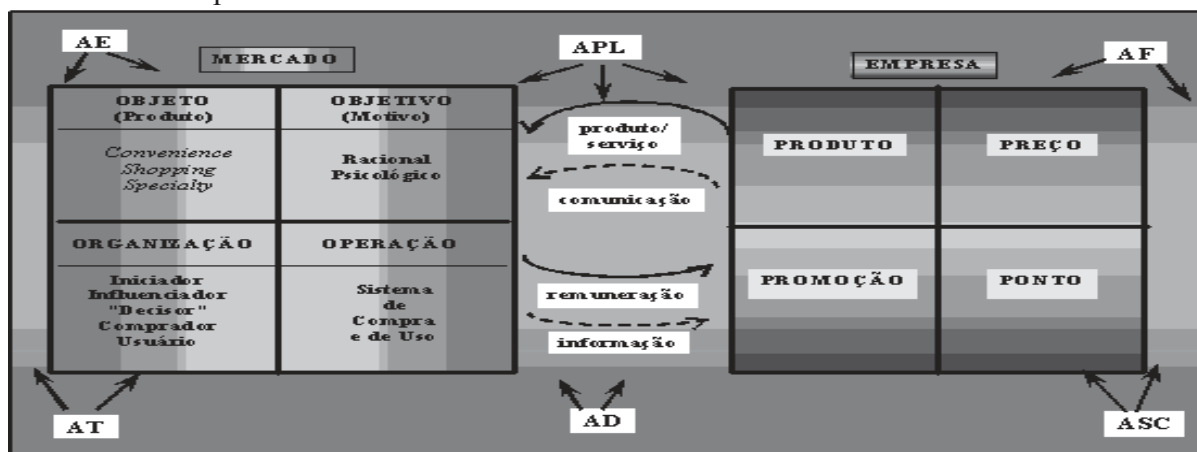 AE
MERCADO
APL
EMPRESA
AF
OBJETO
(Produto)
OBJETIVO
(Motivo)
Convenience
Shopping
Specialty
Racional
Psicológico
ORGANIZAÇÃO
OPERAÇÃO
Iniciador
Influenciador
"Decisor"
Comprador
Usuário
Sistema
de
Compra
e de Uso
produto/
serviço
comunicação
remuneração
informação
PRODUTO
PREÇO
PROMOÇÃO
PONTO
AT
AD
ASC